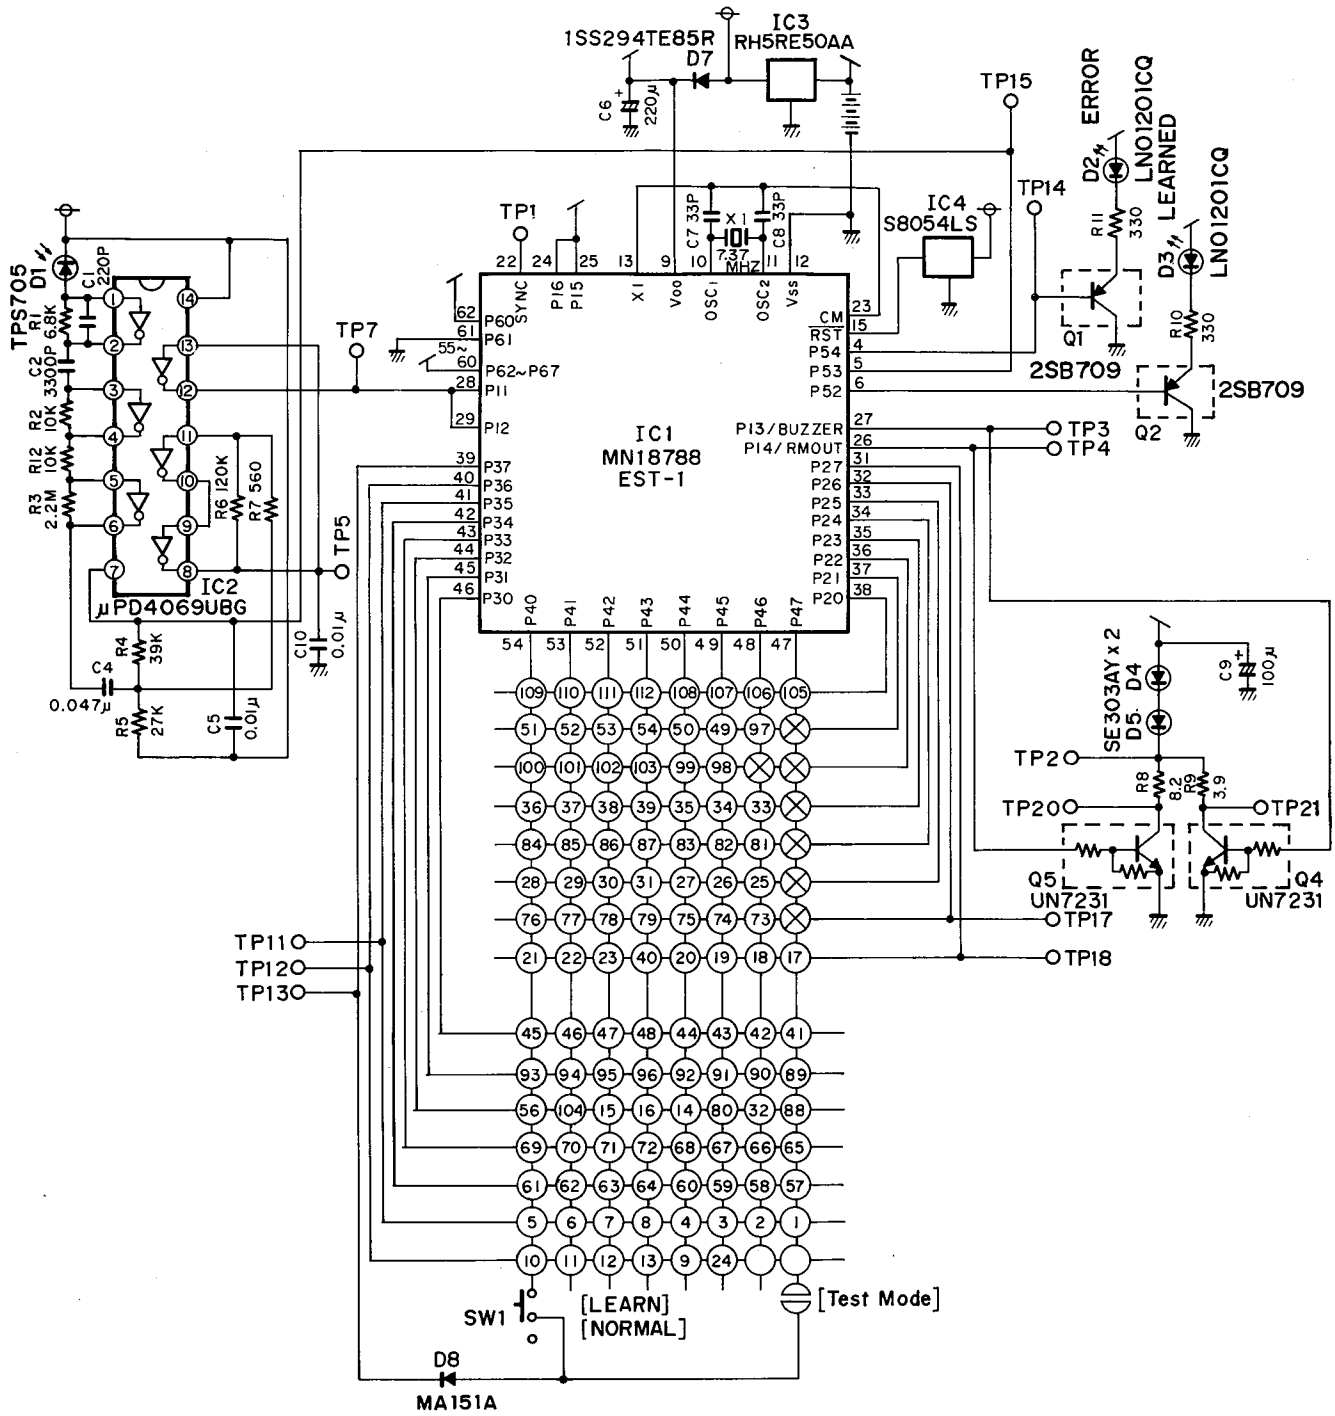 IC3
1SS294TE85R RH5RE50AA
D7
C6 + 220μ
TP15
ERROR
D2 LN01201CQ
LEARNED
D3 LN01201CQ
TP14
R11 330
R10 330
Q1
2SB709
2SB709
Q2
IC4
S8054LS
C7 33P X1 C8 33P
7.37 MHZ
TP1
22 24 25 13 9 10 11 12
SYNC P16 P15 X1 VDD OSC1 OSC2 VSS
TPS705 D1
C1 220P
R1 6.8K
C2 3300P
R2 10K
R12 10K
R3 2.2M
1 14
2 13
3 12
4 11
5 10
6 9
7 8
R6 120K
R7 560
IC2
μPD4069UBG
TP7
TP5
R4 39K
C4
0.047μ
R5 27K
C5 0.01μ
C10 0.01μ
62 P60
61 P61
55~
60 P62~P67
28 P11
29 P12
39 P37
40 P36
41 P35
42 P34
43 P33
44 P32
45 P31
46 P30
IC1
MN18788
EST-1
CM 23
RST 15
P54 4
P53 5
P52 6
P13/BUZZER 27
P14/RMOUT 26
P27 31
P26 32
P25 33
P24 34
P23 35
P22 36
P21 37
P20 38
TP3
TP4
P40 P41 P42 P43 P44 P45 P46 P47
54 53 52 51 50 49 48 47
109 110 111 112 108 107 106 105
51 52 53 54 50 49 97
100 101 102 103 99 98
36 37 38 39 35 34 33
84 85 86 87 83 82 81
28 29 30 31 27 26 25
76 77 78 79 75 74 73
21 22 23 40 20 19 18 17
45 46 47 48 44 43 42 41
93 94 95 96 92 91 90 89
56 104 15 16 14 80 32 88
69 70 71 72 68 67 66 65
61 62 63 64 60 59 58 57
5 6 7 8 4 3 2 1
10 11 12 13 9 24
TP11
TP12
TP13
SE303AY x 2
D5 D4
C9 + 100μ
TP2
R8 8.2
R9 3.9
TP20
TP21
Q5
UN7231
Q4
UN7231
TP17
TP18
SW1
[LEARN]
[NORMAL]
[Test Mode]
D8
MA151A